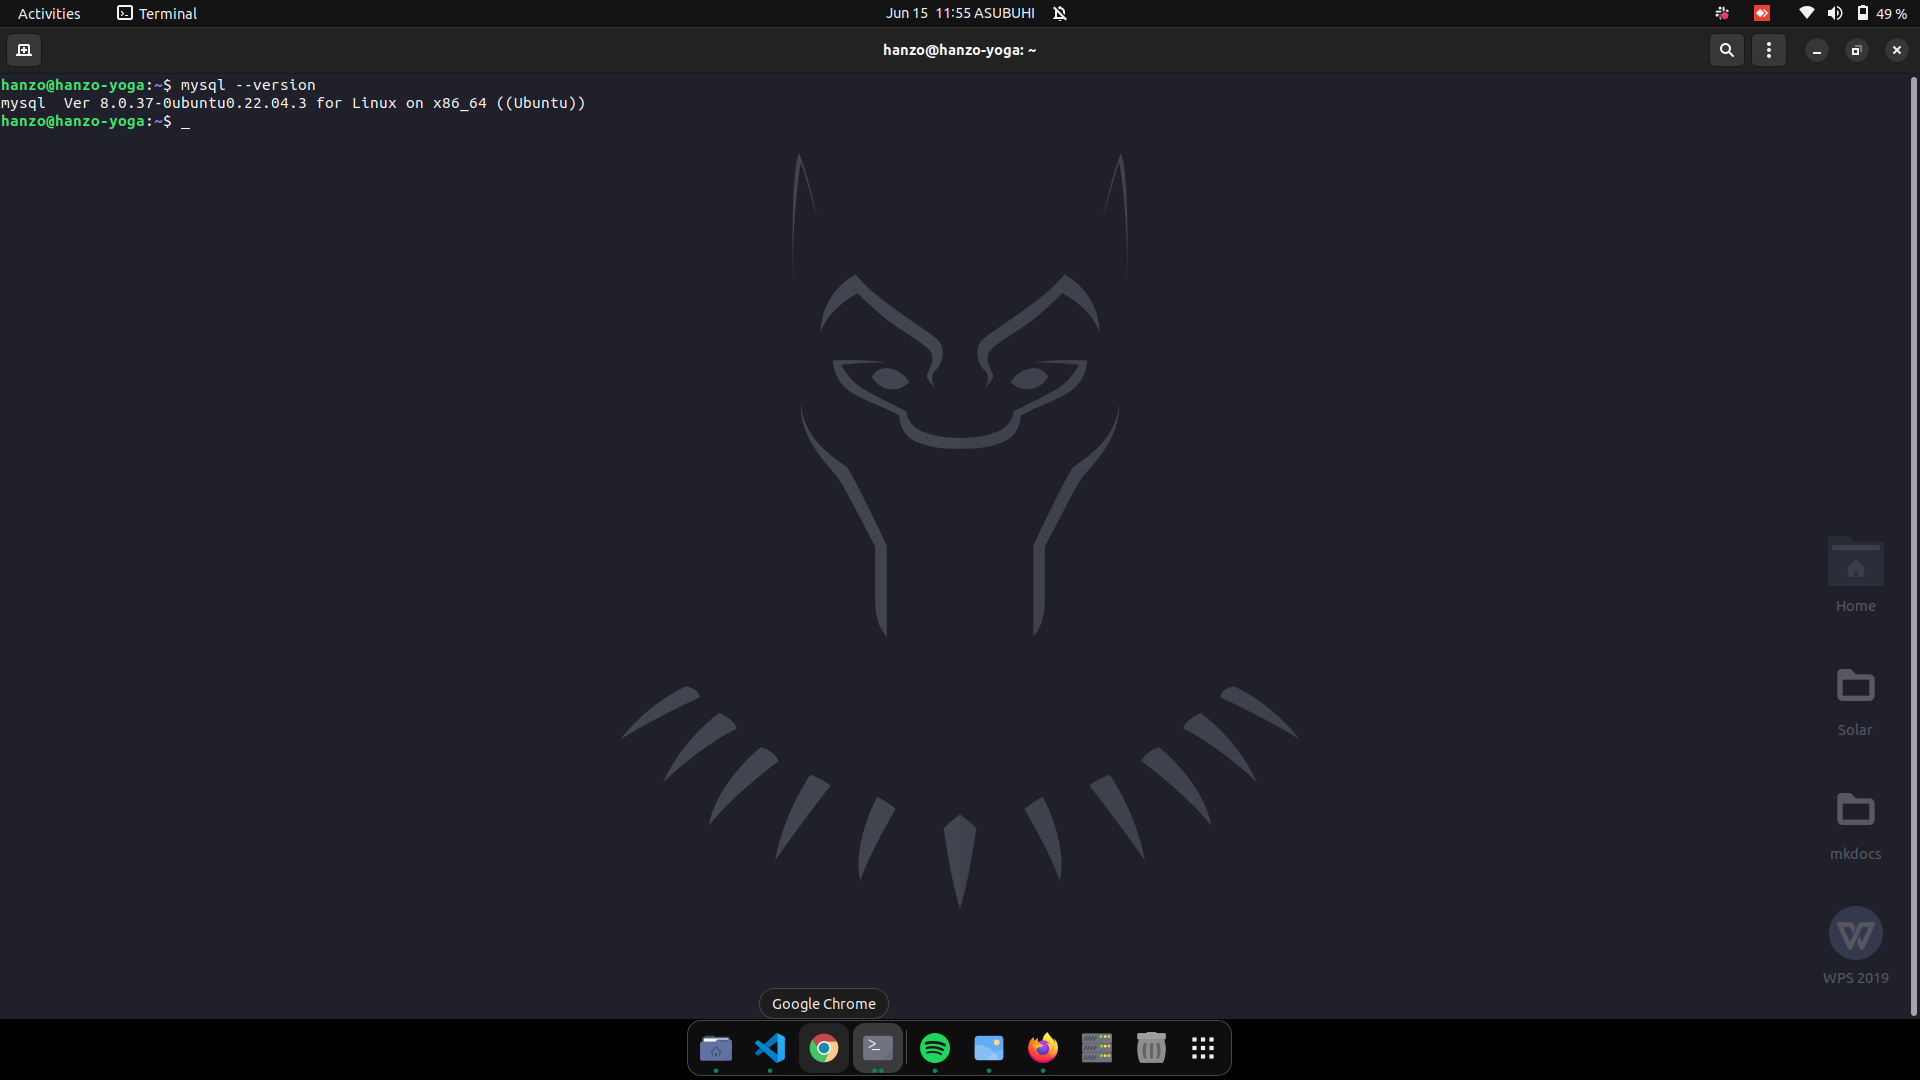 Activities
Terminal
Jun 15 11:55 ASUBUHI
49 %
hanzo@hanzo-yoga: ~
hanzo@hanzo-yoga:~$ mysql --version
mysql  Ver 8.0.37-0ubuntu0.22.04.3 for Linux on x86_64 ((Ubuntu))
hanzo@hanzo-yoga:~$ _
Home
Solar
mkdocs
WPS 2019
Google Chrome